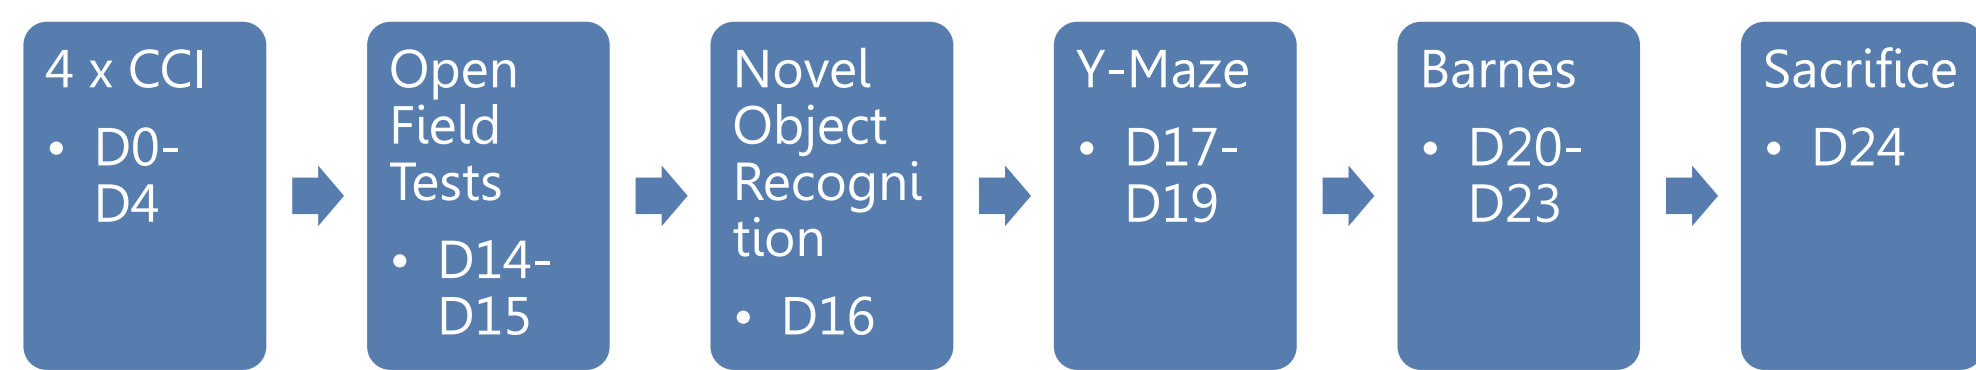 4 x CCI
• D0-
D4
Open
Field
Tests
• D14-
D15
Novel
Object
Recogni
tion
• D16
Y-Maze
• D17-
D19
Barnes
• D20-
D23
Sacrifice
• D24